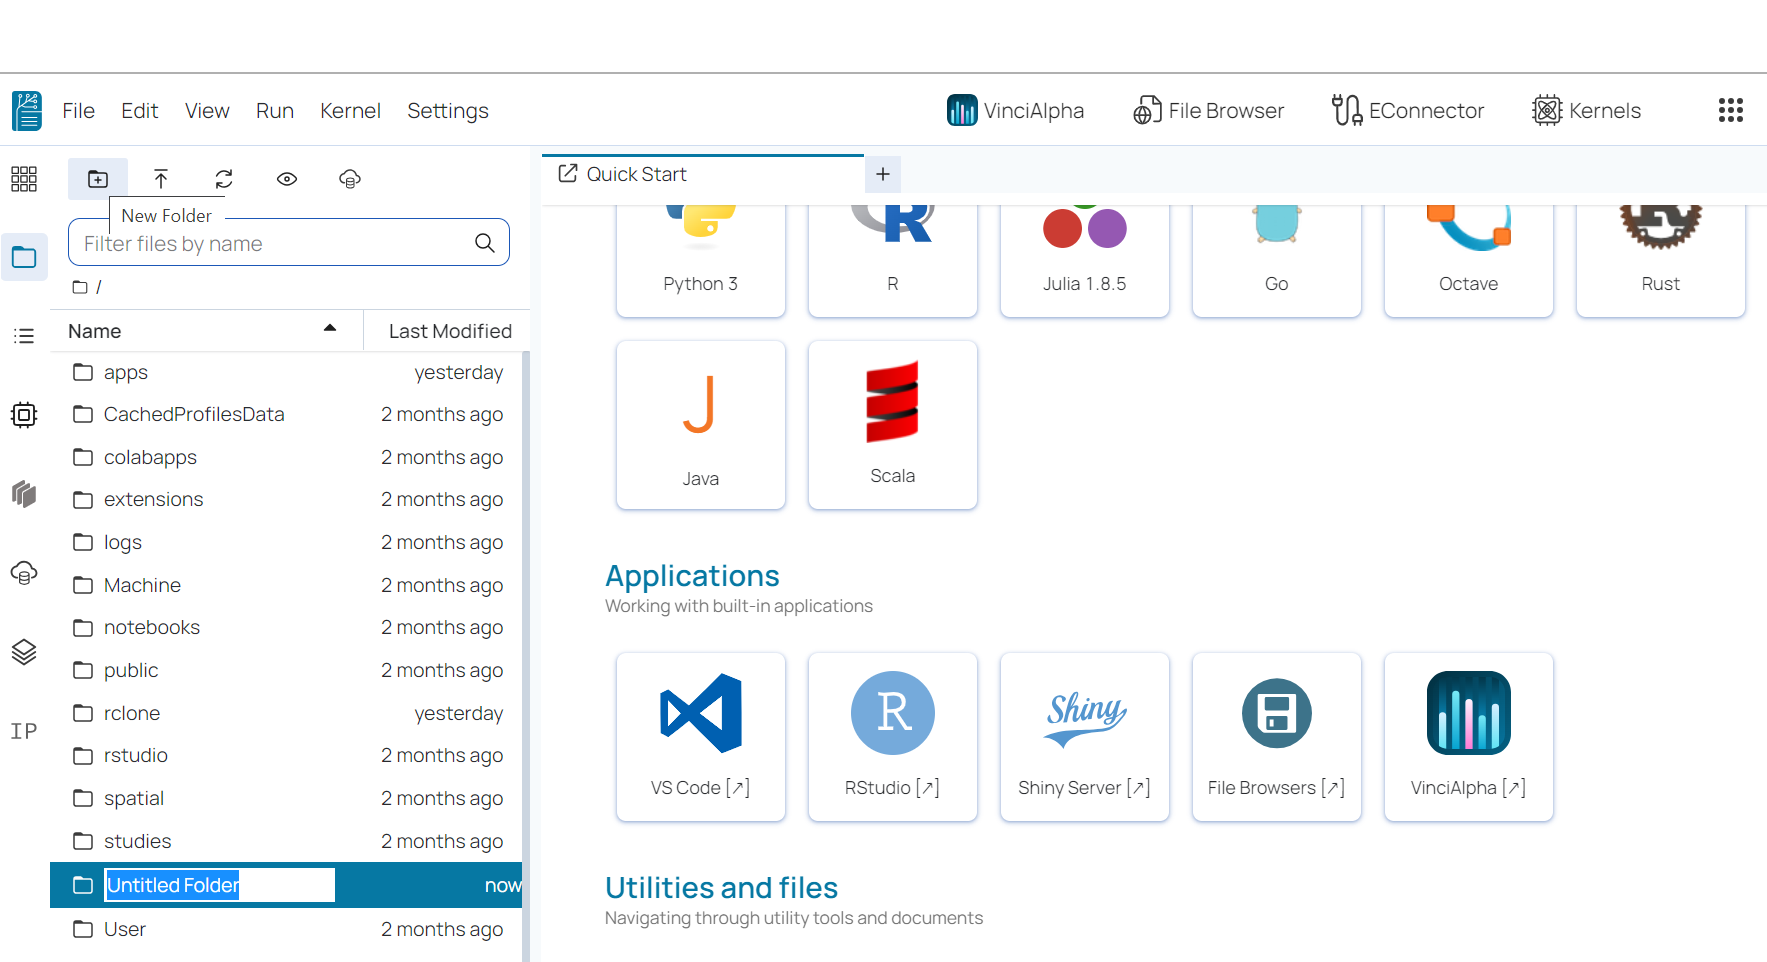 File Edit View Run Kernel Settings VinciAlpha File Browser EConnector Kernels
Quick Start
New Folder
Filter files by name
/
Name Last Modified
apps yesterday
CachedProfilesData 2 months ago
colabapps 2 months ago
extensions 2 months ago
logs 2 months ago
Machine 2 months ago
notebooks 2 months ago
public 2 months ago
rclone yesterday
rstudio 2 months ago
spatial 2 months ago
studies 2 months ago
Untitled Folder now
User 2 months ago
IP
Python 3 R Julia 1.8.5 Go Octave Rust
Java Scala
Applications
Working with built-in applications
R Shiny
VS Code [↗] RStudio [↗] Shiny Server [↗] File Browsers [↗] VinciAlpha [↗]
Utilities and files
Navigating through utility tools and documents